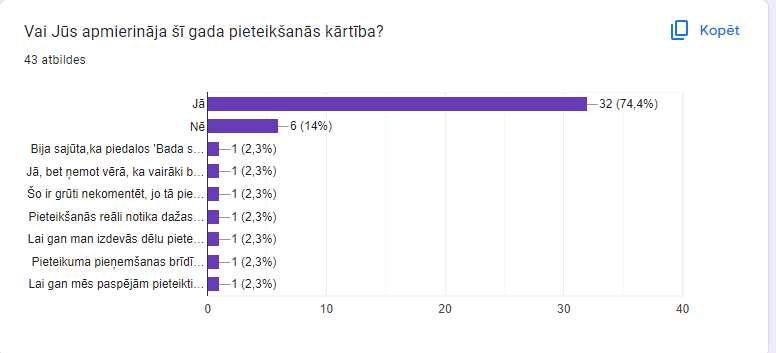 Vai Jūs apmierināja šī gada pieteikšanās kārtība?
Kopēt
43 atbildes
Jā 32 (74,4%)
Nē 6 (14%)
Bija sajūta,ka piedalos 'Bada s... 1 (2,3%)
Jā, bet ņemot vērā, ka vairāki b... 1 (2,3%)
Šo ir grūti nekomentēt, jo tā pie... 1 (2,3%)
Pieteikšanās reāli notika dažas... 1 (2,3%)
Lai gan man izdevās dēlu piete... 1 (2,3%)
Pieteikuma pieņemšanas brīdī... 1 (2,3%)
Lai gan mēs paspējām pieteikti... 1 (2,3%)
0 10 20 30 40